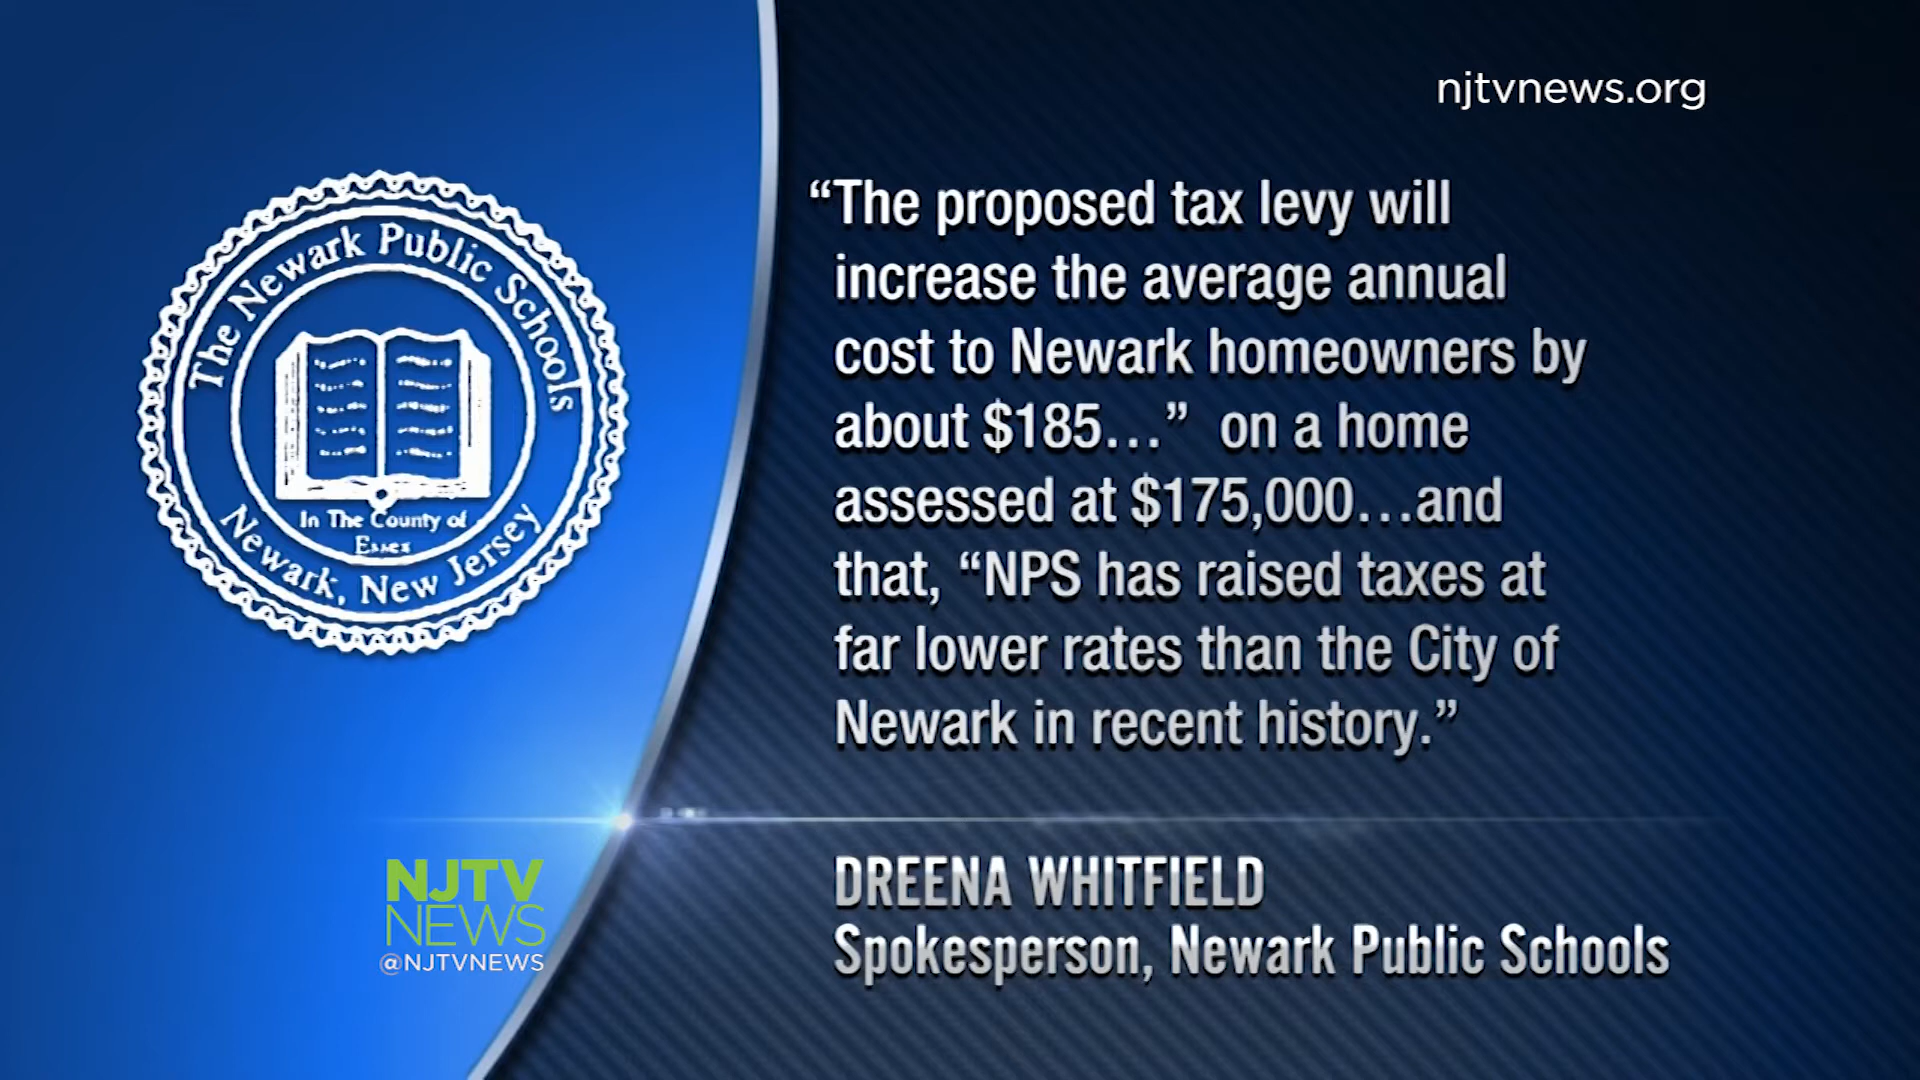 njtvnews.org
The Newark Public Schools
In The County of
Essex
Newark, New Jersey
“The proposed tax levy will
increase the average annual
cost to Newark homeowners by
about $185...” on a home
assessed at $175,000...and
that, “NPS has raised taxes at
far lower rates than the City of
Newark in recent history.”
DREENA WHITFIELD
Spokesperson, Newark Public Schools
NJTV
NEWS
@NJTVNEWS